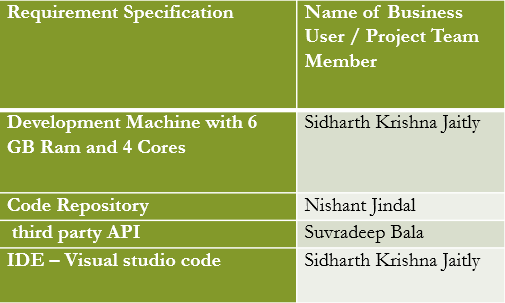 Requirement Specification
Name of Business
User / Project Team
Member
Development Machine with 6
GB Ram and 4 Cores
Sidharth Krishna Jaitly
Code Repository
Nishant Jindal
third party API
Suvradeep Bala
IDE – Visual studio code
Sidharth Krishna Jaitly